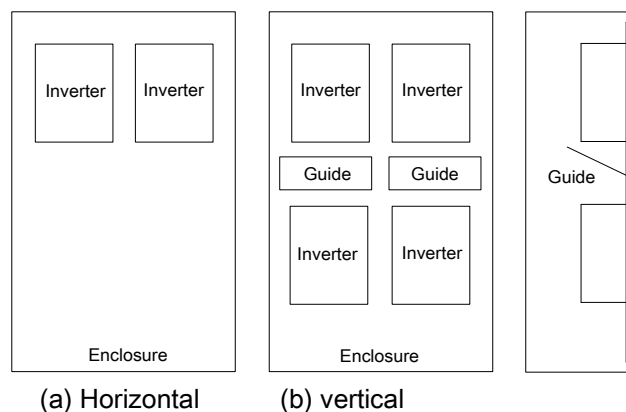 Inverter Inverter Inverter Inverter
Guide Guide Guide
Inverter Inverter
Enclosure Enclosure
(a) Horizontal (b) vertical